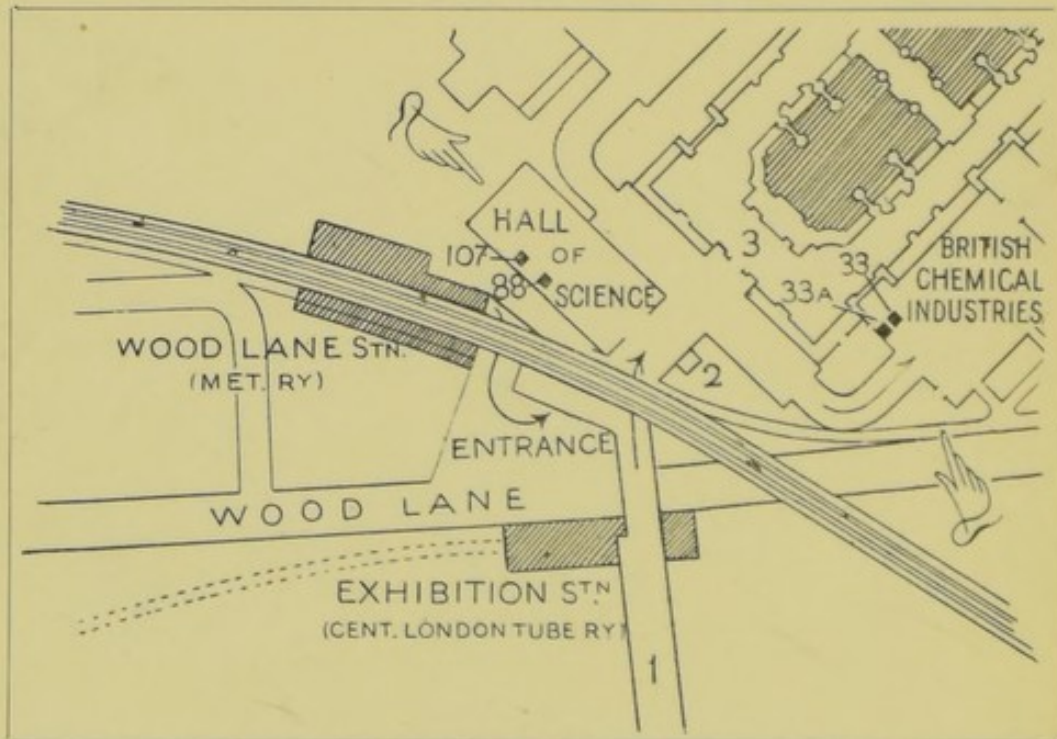 HALL
107 OF
88 SCIENCE
3
33
33A
BRITISH
CHEMICAL
INDUSTRIES
2
WOOD LANE STN.
(MET. RY)
ENTRANCE
WOOD LANE
EXHIBITION STN
(CENT. LONDON TUBE RY)
1